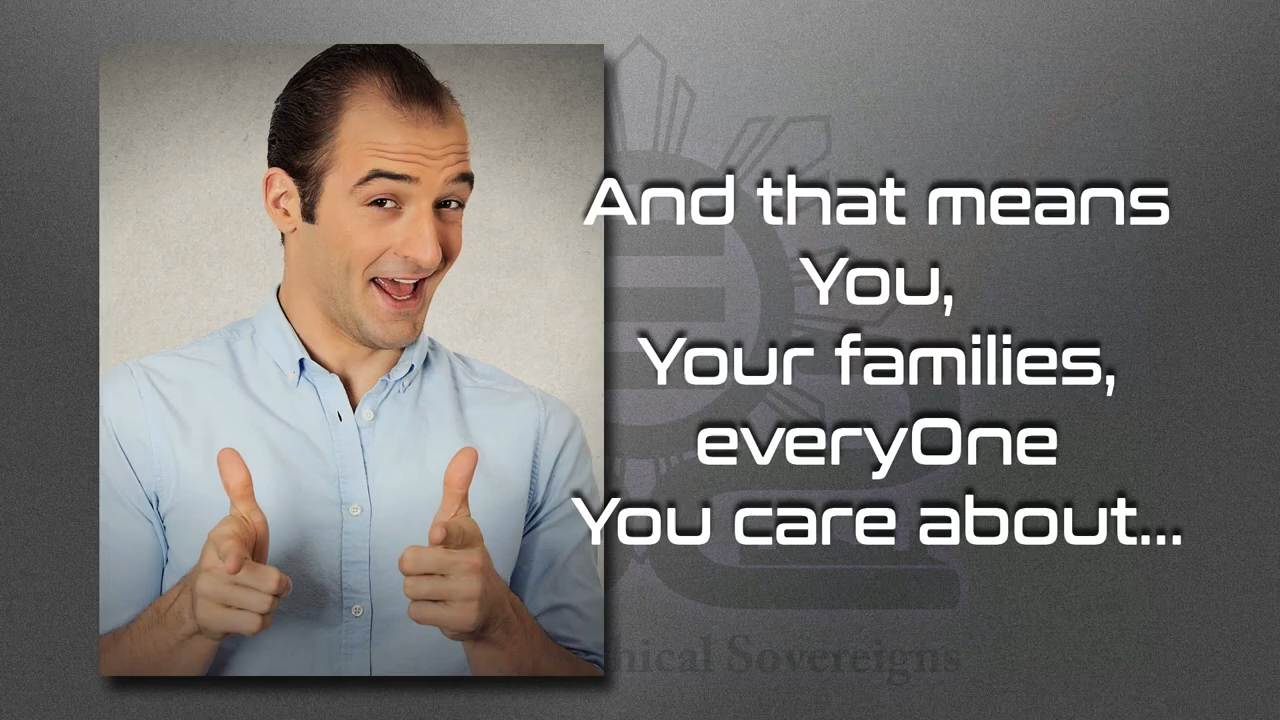 And that means
You,
Your families,
everyOne
You care about...
hical Sovereigns